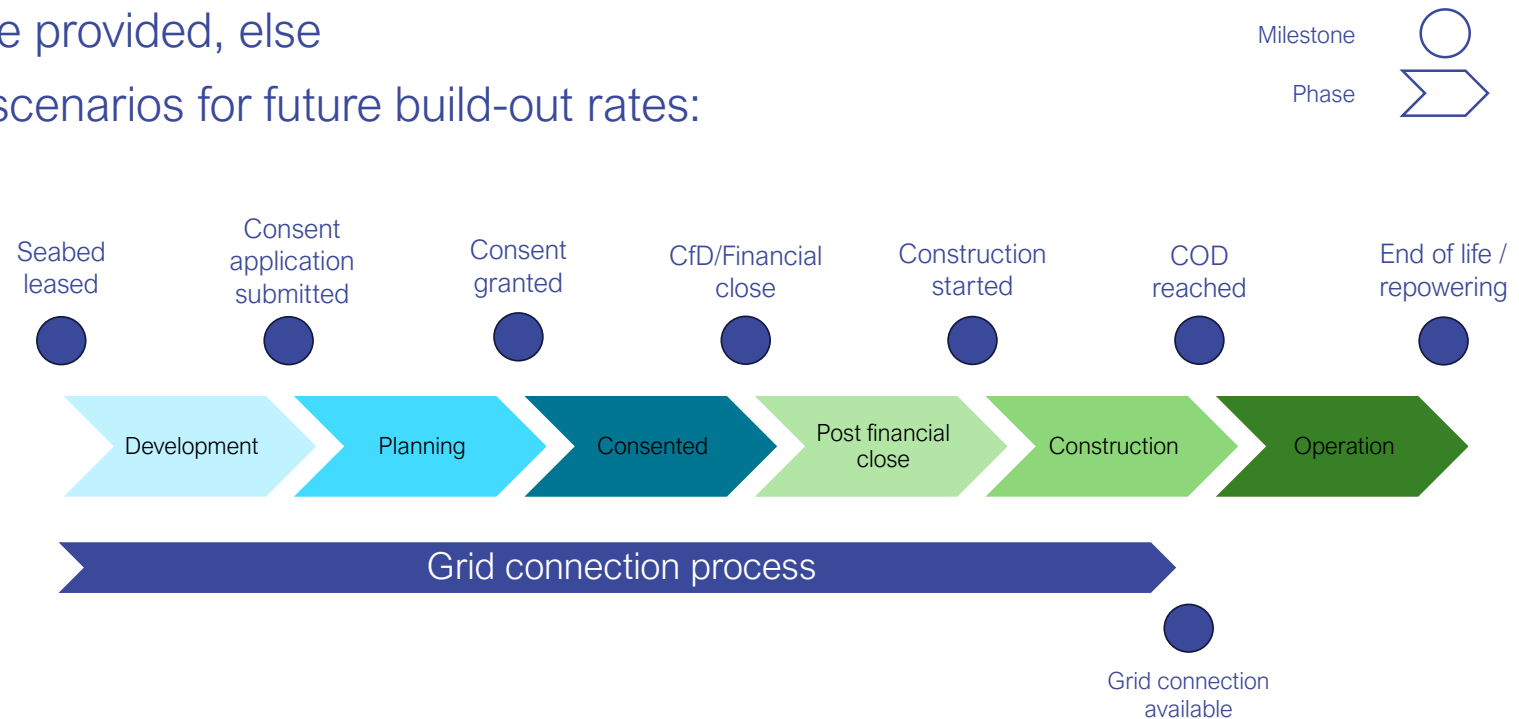 e provided, else
scenarios for future build-out rates:
Milestone
Phase
Seabed
leased
Consent
application
submitted
Consent
granted
CfD/Financial
close
Construction
started
COD
reached
End of life /
repowering
Development
Planning
Consented
Post financial
close
Construction
Operation
Grid connection process
Grid connection
available